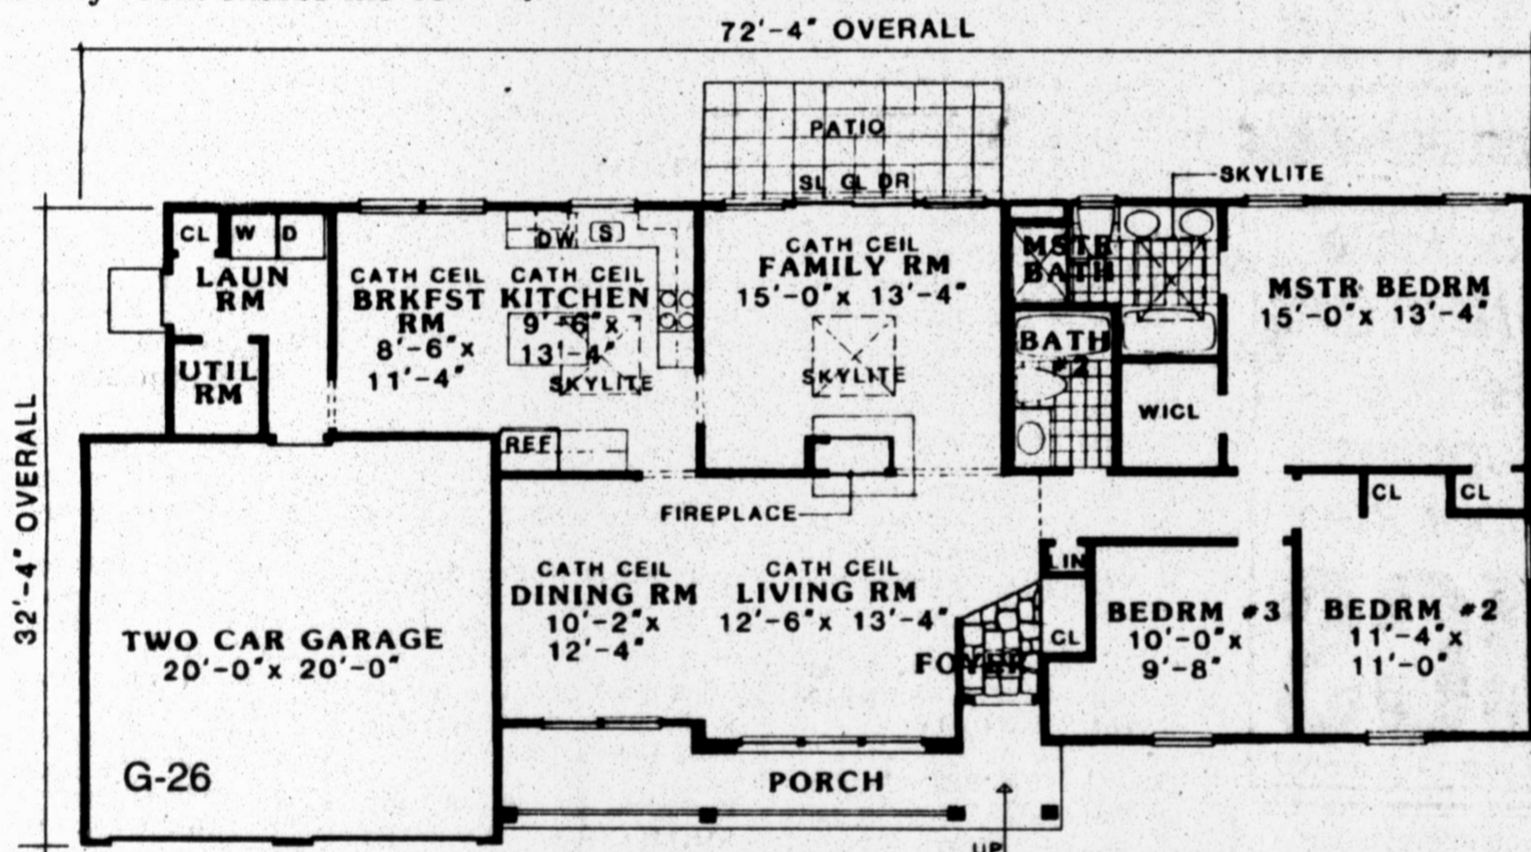 72'-4" OVERALL
PATIO
SL GL DR
SKYLITE
CL
W
D
LAUN
RM
CATH CEIL
BRKFST
RM
8'-6"x
11'-4"
DW
S
CATH CEIL
KITCHEN
9'-6"x
13'-4"
SKYLITE
CATH CEIL
FAMILY RM
15'-0"x 13'-4"
SKYLITE
MSTR
BATH
MSTR BEDRM
15'-0"x 13'-4"
BATH
#2
WICL
UTIL
RM
REF
FIREPLACE
CL
CL
32'-4" OVERALL
TWO CAR GARAGE
20'-0"x 20'-0"
G-26
CATH CEIL
DINING RM
10'-2"x
12'-4"
CATH CEIL
LIVING RM
12'-6"x 13'-4"
LIN
CL
FOYER
BEDRM #3
10'-0"x
9'-8"
BEDRM #2
11'-4"x
11'-0"
PORCH
UP